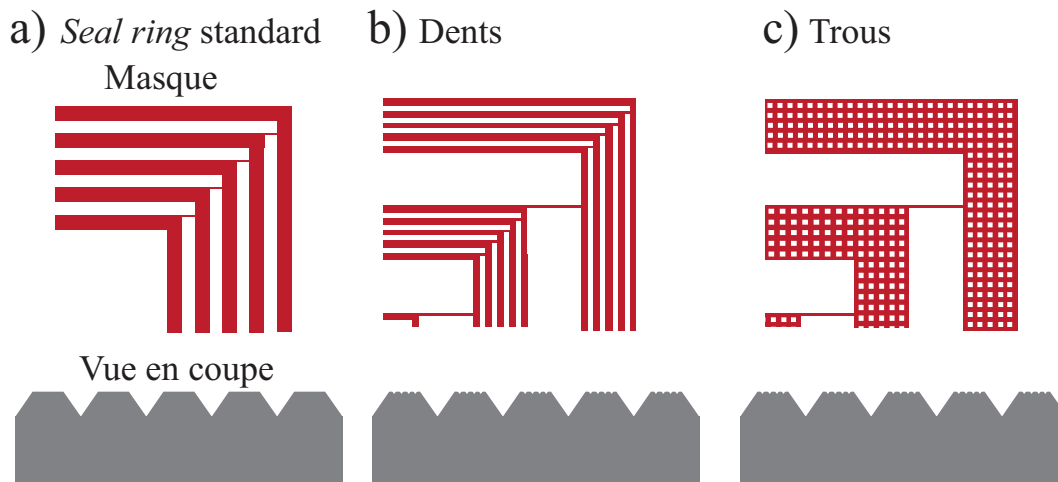 a) Seal ring standard
Masque
b) Dents
c) Trous
Vue en coupe